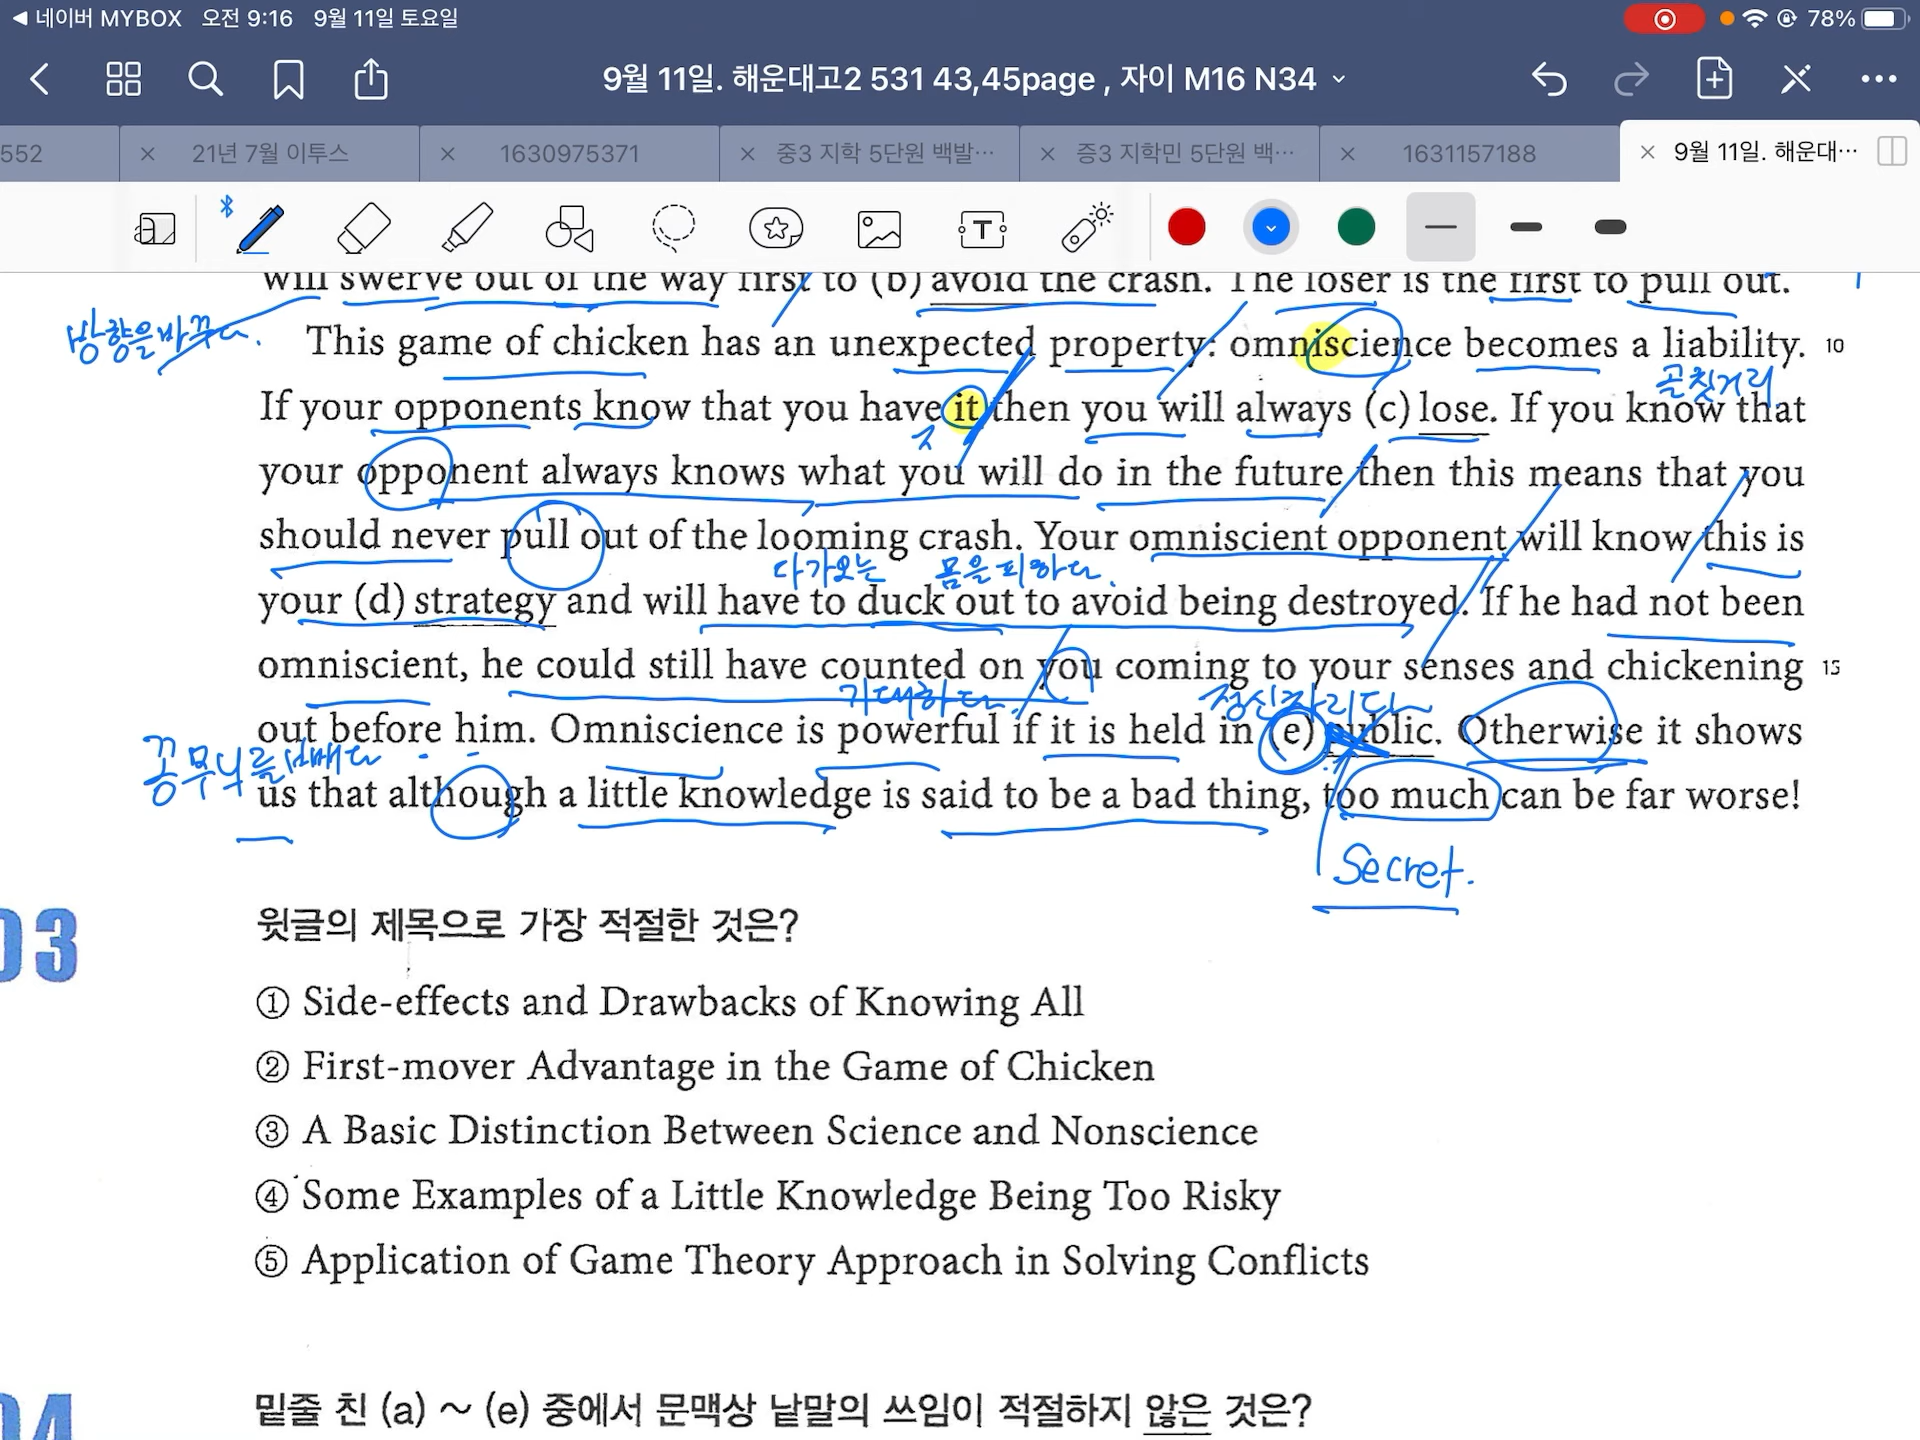 네이버 MYBOX 오전 9:16 9월 11일 토요일 78%
9월 11일. 해운대고2 531 43,45page , 자이 M16 N34
552 21년 7월 이투스 1630975371 중3 지학 5단원 백발… 증3 지학민 5단원 백… 1631157188 9월 11일. 해운대…
will swerve out of the way first to (b) avoid the crash. The loser is the first to pull out.
방향을 바꾸다.
This game of chicken has an unexpected property: omniscience becomes a liability. 10
골칫거리
If your opponents know that you have it then you will always (c) lose. If you know that
your opponent always knows what you will do in the future then this means that you
should never pull out of the looming crash. Your omniscient opponent will know this is
다가오는 몸을 피하다.
your (d) strategy and will have to duck out to avoid being destroyed. If he had not been
omniscient, he could still have counted on you coming to your senses and chickening 15
기대하다. 정신차리다
out before him. Omniscience is powerful if it is held in (e) public. Otherwise it shows
꽁무니를 빼다
us that although a little knowledge is said to be a bad thing, too much can be far worse!
Secret.
03 윗글의 제목으로 가장 적절한 것은?
① Side-effects and Drawbacks of Knowing All
② First-mover Advantage in the Game of Chicken
③ A Basic Distinction Between Science and Nonscience
④ Some Examples of a Little Knowledge Being Too Risky
⑤ Application of Game Theory Approach in Solving Conflicts
04 밑줄 친 (a) ~ (e) 중에서 문맥상 낱말의 쓰임이 적절하지 않은 것은?